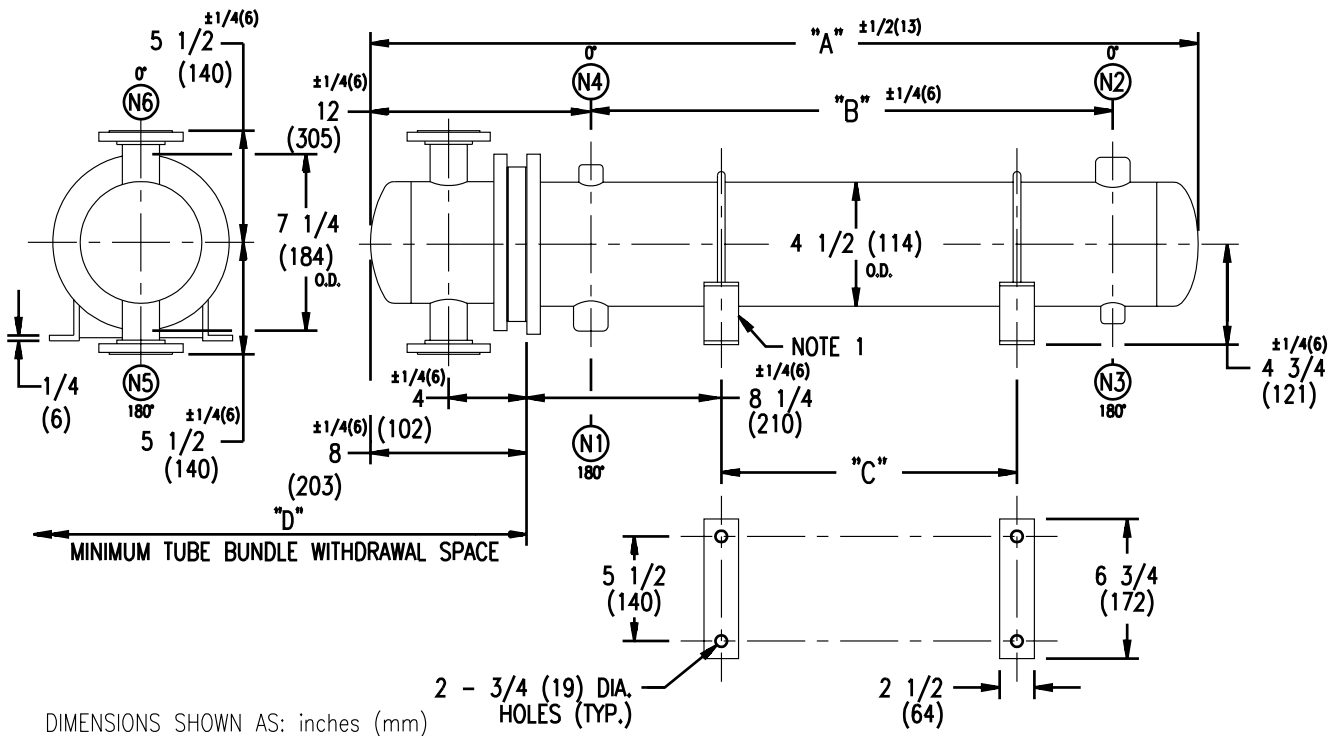 ±1/4(6)
5 1/2
(140)
0°
N6
"A" ±1/2(13)
0°
N4
0°
N2
±1/4(6)
12
(305)
"B" ±1/4(6)
7 1/4
(184)
O.D.
4 1/2 (114)
O.D.
NOTE 1
1/4
(6)
N5
180°
±1/4(6)
5 1/2
(140)
±1/4(6)
4
(102)
±1/4(6)
8
(203)
±1/4(6)
8 1/4
(210)
N1
180°
N3
180°
±1/4(6)
4 3/4
(121)
"C"
"D"
MINIMUM TUBE BUNDLE WITHDRAWAL SPACE
5 1/2
(140)
6 3/4
(172)
2 - 3/4 (19) DIA.
HOLES (TYP.)
2 1/2
(64)
DIMENSIONS SHOWN AS: inches (mm)